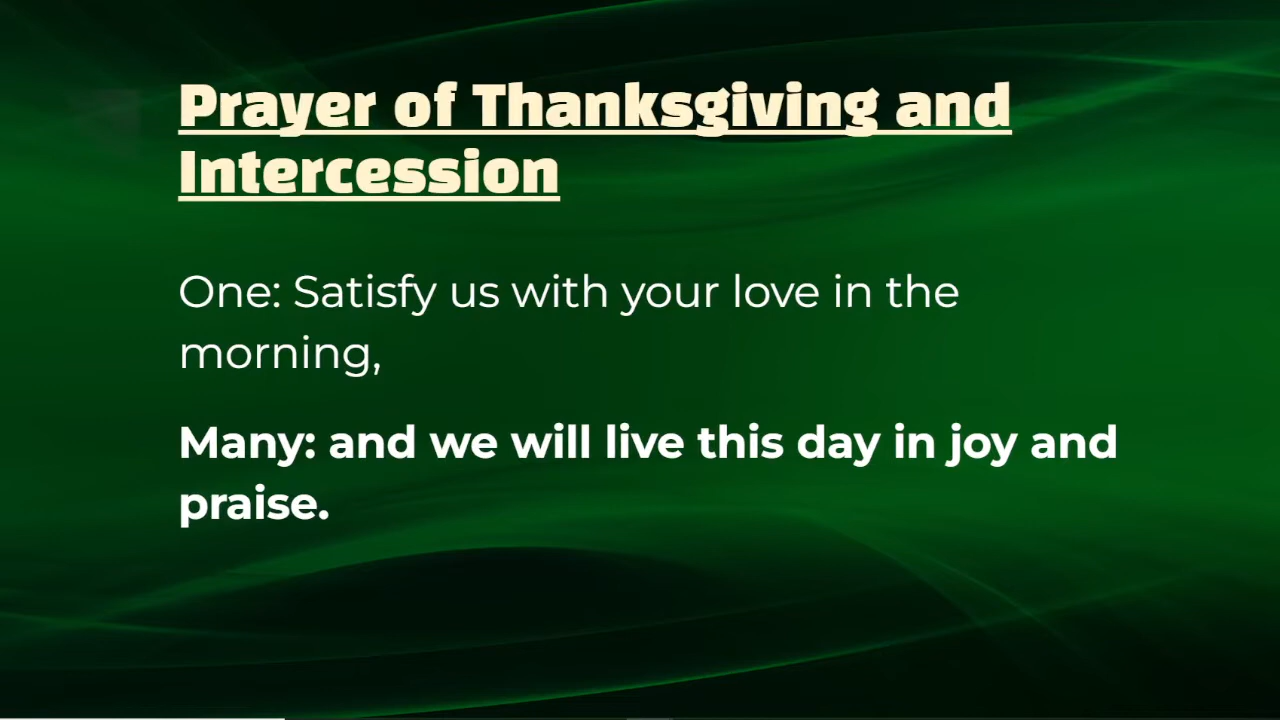 Prayer of Thanksgiving and
Intercession
One: Satisfy us with your love in the
morning,
Many: and we will live this day in joy and
praise.